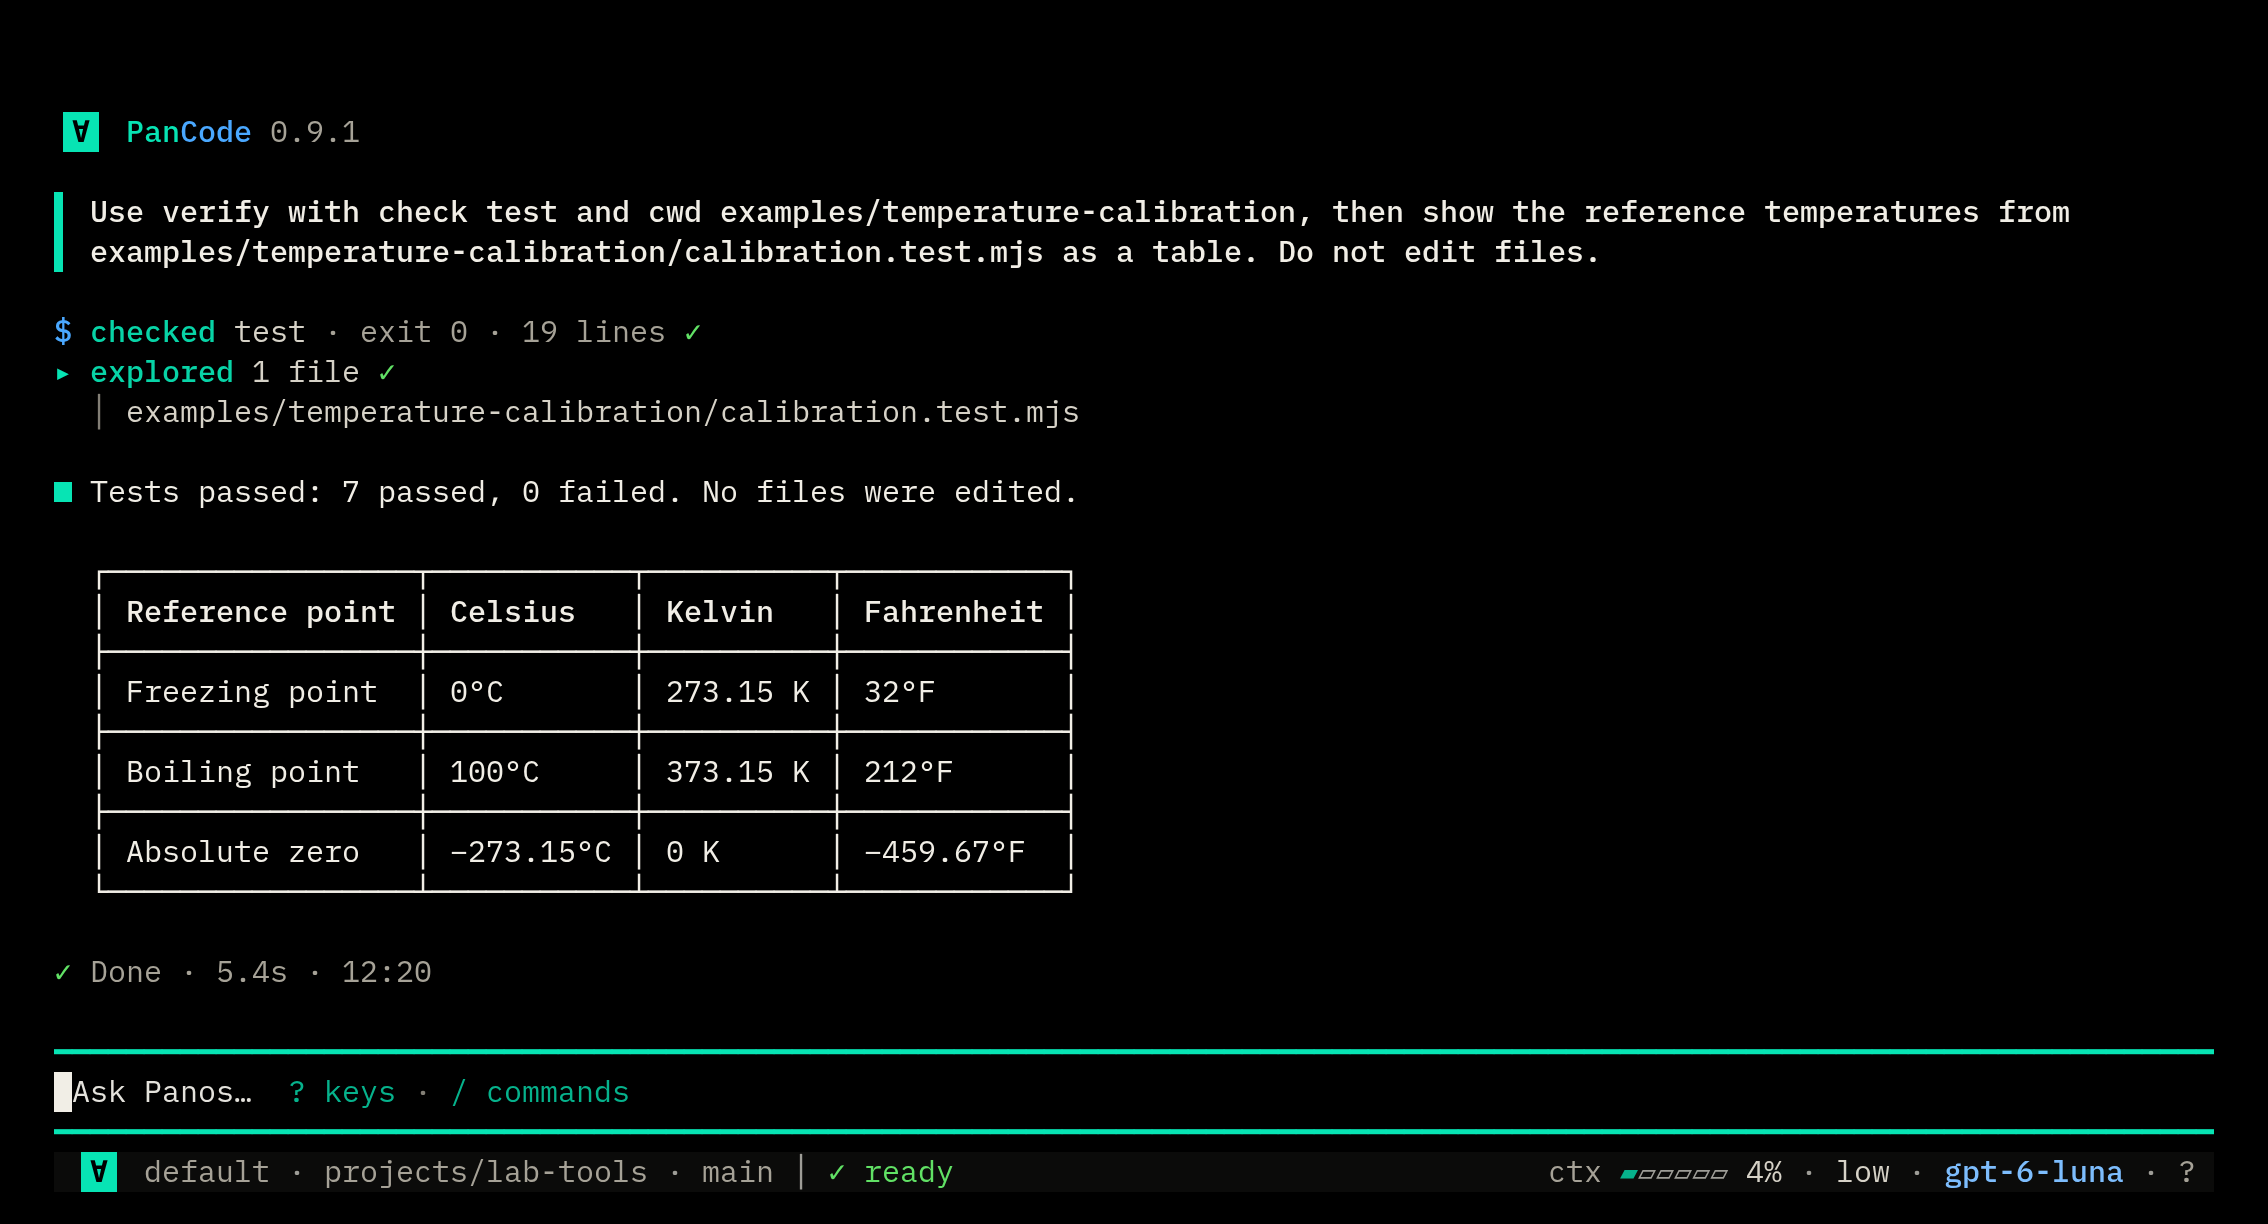 ∀ PanCode 0.9.1
Use verify with check test and cwd examples/temperature-calibration, then show the reference temperatures from
examples/temperature-calibration/calibration.test.mjs as a table. Do not edit files.
$ checked test · exit 0 · 19 lines ✓
▸ explored 1 file ✓
│ examples/temperature-calibration/calibration.test.mjs
■ Tests passed: 7 passed, 0 failed. No files were edited.
Reference point │ Celsius │ Kelvin │ Fahrenheit
Freezing point │ 0°C │ 273.15 K │ 32°F
Boiling point │ 100°C │ 373.15 K │ 212°F
Absolute zero │ −273.15°C │ 0 K │ −459.67°F
✓ Done · 5.4s · 12:20
Ask Panos… ? keys · / commands
∀ default · projects/lab-tools · main │ ✓ ready ctx ▰▱▱▱▱▱ 4% · low · gpt-6-luna · ?